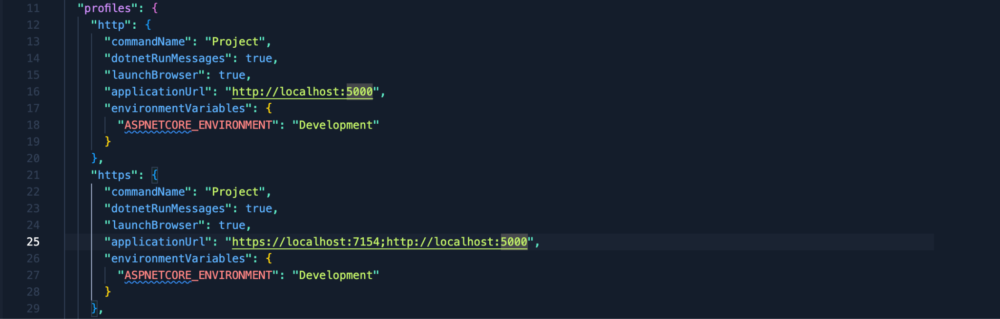 11 "profiles": {
12 "http": {
13 "commandName": "Project",
14 "dotnetRunMessages": true,
15 "launchBrowser": true,
16 "applicationUrl": "http://localhost:5000",
17 "environmentVariables": {
18 "ASPNETCORE_ENVIRONMENT": "Development"
19 }
20 },
21 "https": {
22 "commandName": "Project",
23 "dotnetRunMessages": true,
24 "launchBrowser": true,
25 "applicationUrl": "https://localhost:7154;http://localhost:5000",
26 "environmentVariables": {
27 "ASPNETCORE_ENVIRONMENT": "Development"
28 }
29 },